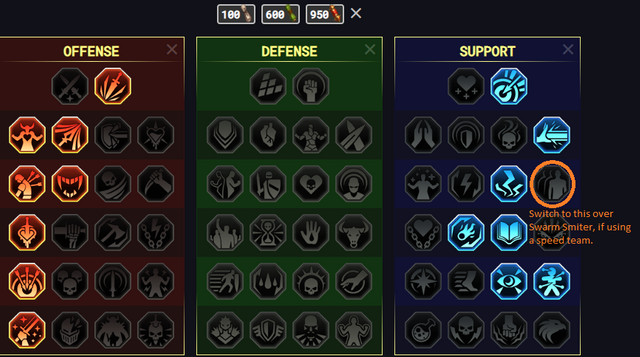 100 600 950
OFFENSE DEFENSE SUPPORT
Switch to this over
Swarm Smiter, if using
a speed team.